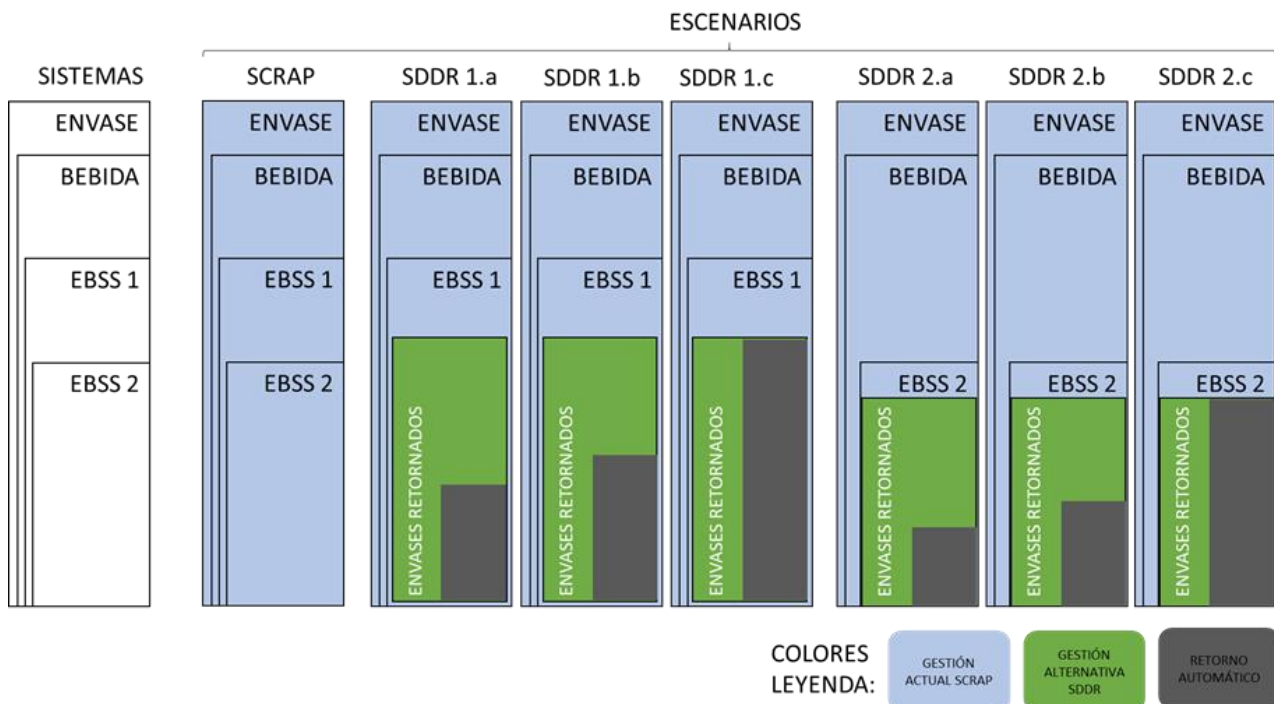 ESCENARIOS
SISTEMAS
SCRAP
SDDR 1.a
SDDR 1.b
SDDR 1.c
SDDR 2.a
SDDR 2.b
SDDR 2.c
ENVASE
BEBIDA
EBSS 1
EBSS 2
ENVASE
BEBIDA
EBSS 1
EBSS 2
ENVASE
BEBIDA
EBSS 1
ENVASES RETORNADOS
ENVASE
BEBIDA
EBSS 1
ENVASES RETORNADOS
ENVASE
BEBIDA
EBSS 1
ENVASES RETORNADOS
ENVASE
BEBIDA
EBSS 2
ENVASES RETORNADOS
ENVASE
BEBIDA
EBSS 2
ENVASES RETORNADOS
ENVASE
BEBIDA
EBSS 2
ENVASES RETORNADOS
COLORES
LEYENDA:
GESTIÓN
ACTUAL SCRAP
GESTIÓN
ALTERNATIVA
SDDR
RETORNO
AUTOMÁTICO